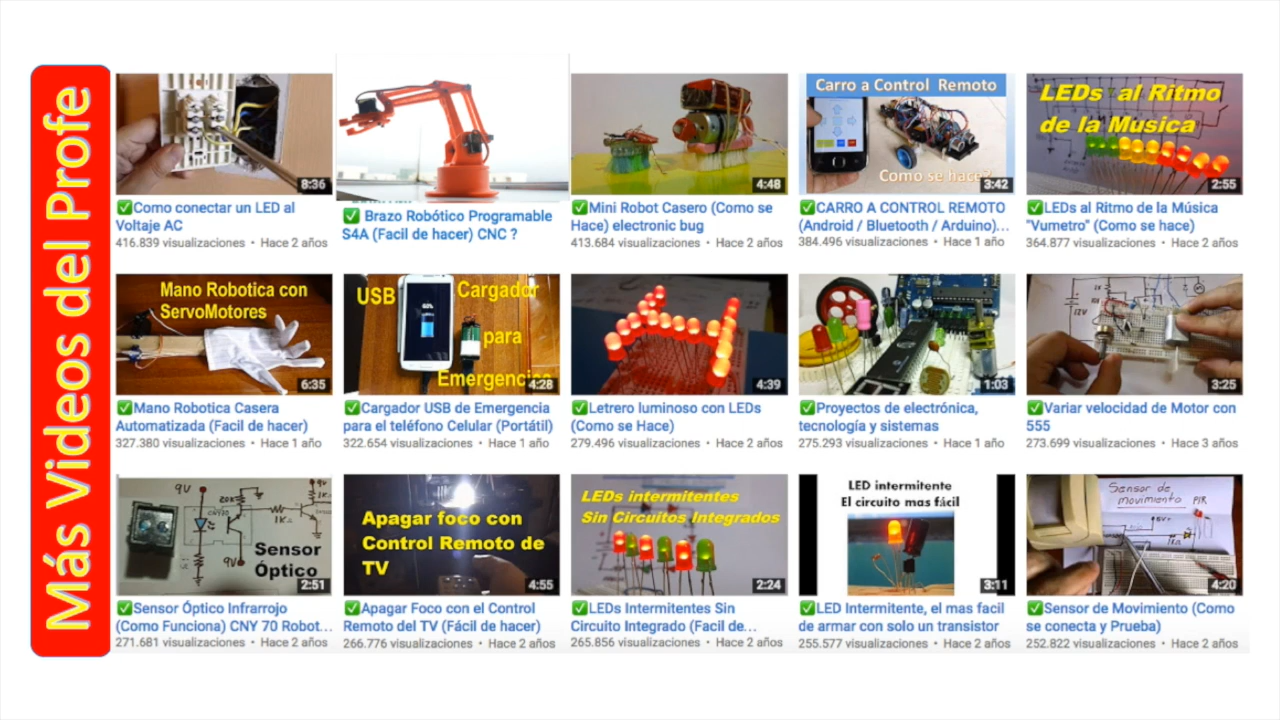 Más Videos del Profe
8:36
Como conectar un LED al
Voltaje AC
416.839 visualizaciones • Hace 2 años
Brazo Robótico Programable
S4A (Facil de hacer) CNC ?
4:48
Mini Robot Casero (Como se
Hace) electronic bug
413.684 visualizaciones • Hace 2 años
Carro a Control Remoto
Como se hace?
3:42
CARRO A CONTROL REMOTO
(Android / Bluetooth / Arduino)...
384.496 visualizaciones • Hace 1 año
LEDs al Ritmo
de la Musica
2:55
LEDs al Ritmo de la Música
"Vumetro" (Como se hace)
364.877 visualizaciones • Hace 2 años
Mano Robotica con
ServoMotores
6:35
Mano Robotica Casera
Automatizada (Facil de hacer)
327.380 visualizaciones • Hace 1 año
USB
Cargador
para
Emergencias
4:28
Cargador USB de Emergencia
para el teléfono Celular (Portátil)
322.654 visualizaciones • Hace 1 año
4:39
Letrero luminoso con LEDs
(Como se Hace)
279.496 visualizaciones • Hace 2 años
1:03
Proyectos de electrónica,
tecnología y sistemas
275.293 visualizaciones • Hace 1 año
12V
3:25
Variar velocidad de Motor con
555
273.699 visualizaciones • Hace 3 años
9V
20K
9V
1K
CNY70
1K
9V
Sensor
Óptico
2:51
Sensor Óptico Infrarrojo
(Como Funciona) CNY 70 Robot...
271.681 visualizaciones • Hace 2 años
Apagar foco con
Control Remoto de
TV
4:55
Apagar Foco con el Control
Remoto del TV (Fácil de hacer)
266.776 visualizaciones • Hace 2 años
LEDs intermitentes
Sin Circuitos Integrados
2:24
LEDs Intermitentes Sin
Circuito Integrado (Facil de...
265.856 visualizaciones • Hace 2 años
LED intermitente
El circuito mas fácil
3:11
LED Intermitente, el mas facil
de armar con solo un transistor
255.577 visualizaciones • Hace 2 años
Sensor de
movimiento
PIR
4:20
Sensor de Movimiento (Como
se conecta y Prueba)
252.822 visualizaciones • Hace 2 años